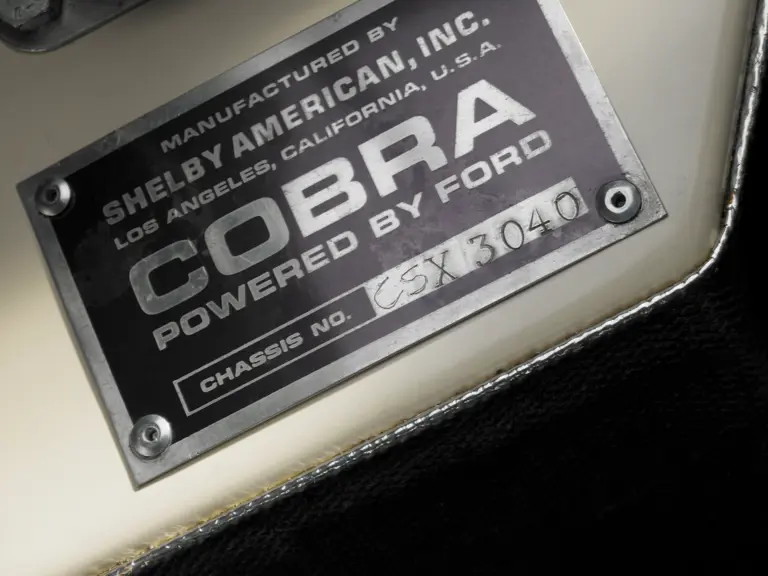 MANUFACTURED BY
SHELBY AMERICAN, INC.
LOS ANGELES, CALIFORNIA, U.S.A.
COBRA
POWERED BY FORD
CHASSIS NO. CSX 3040